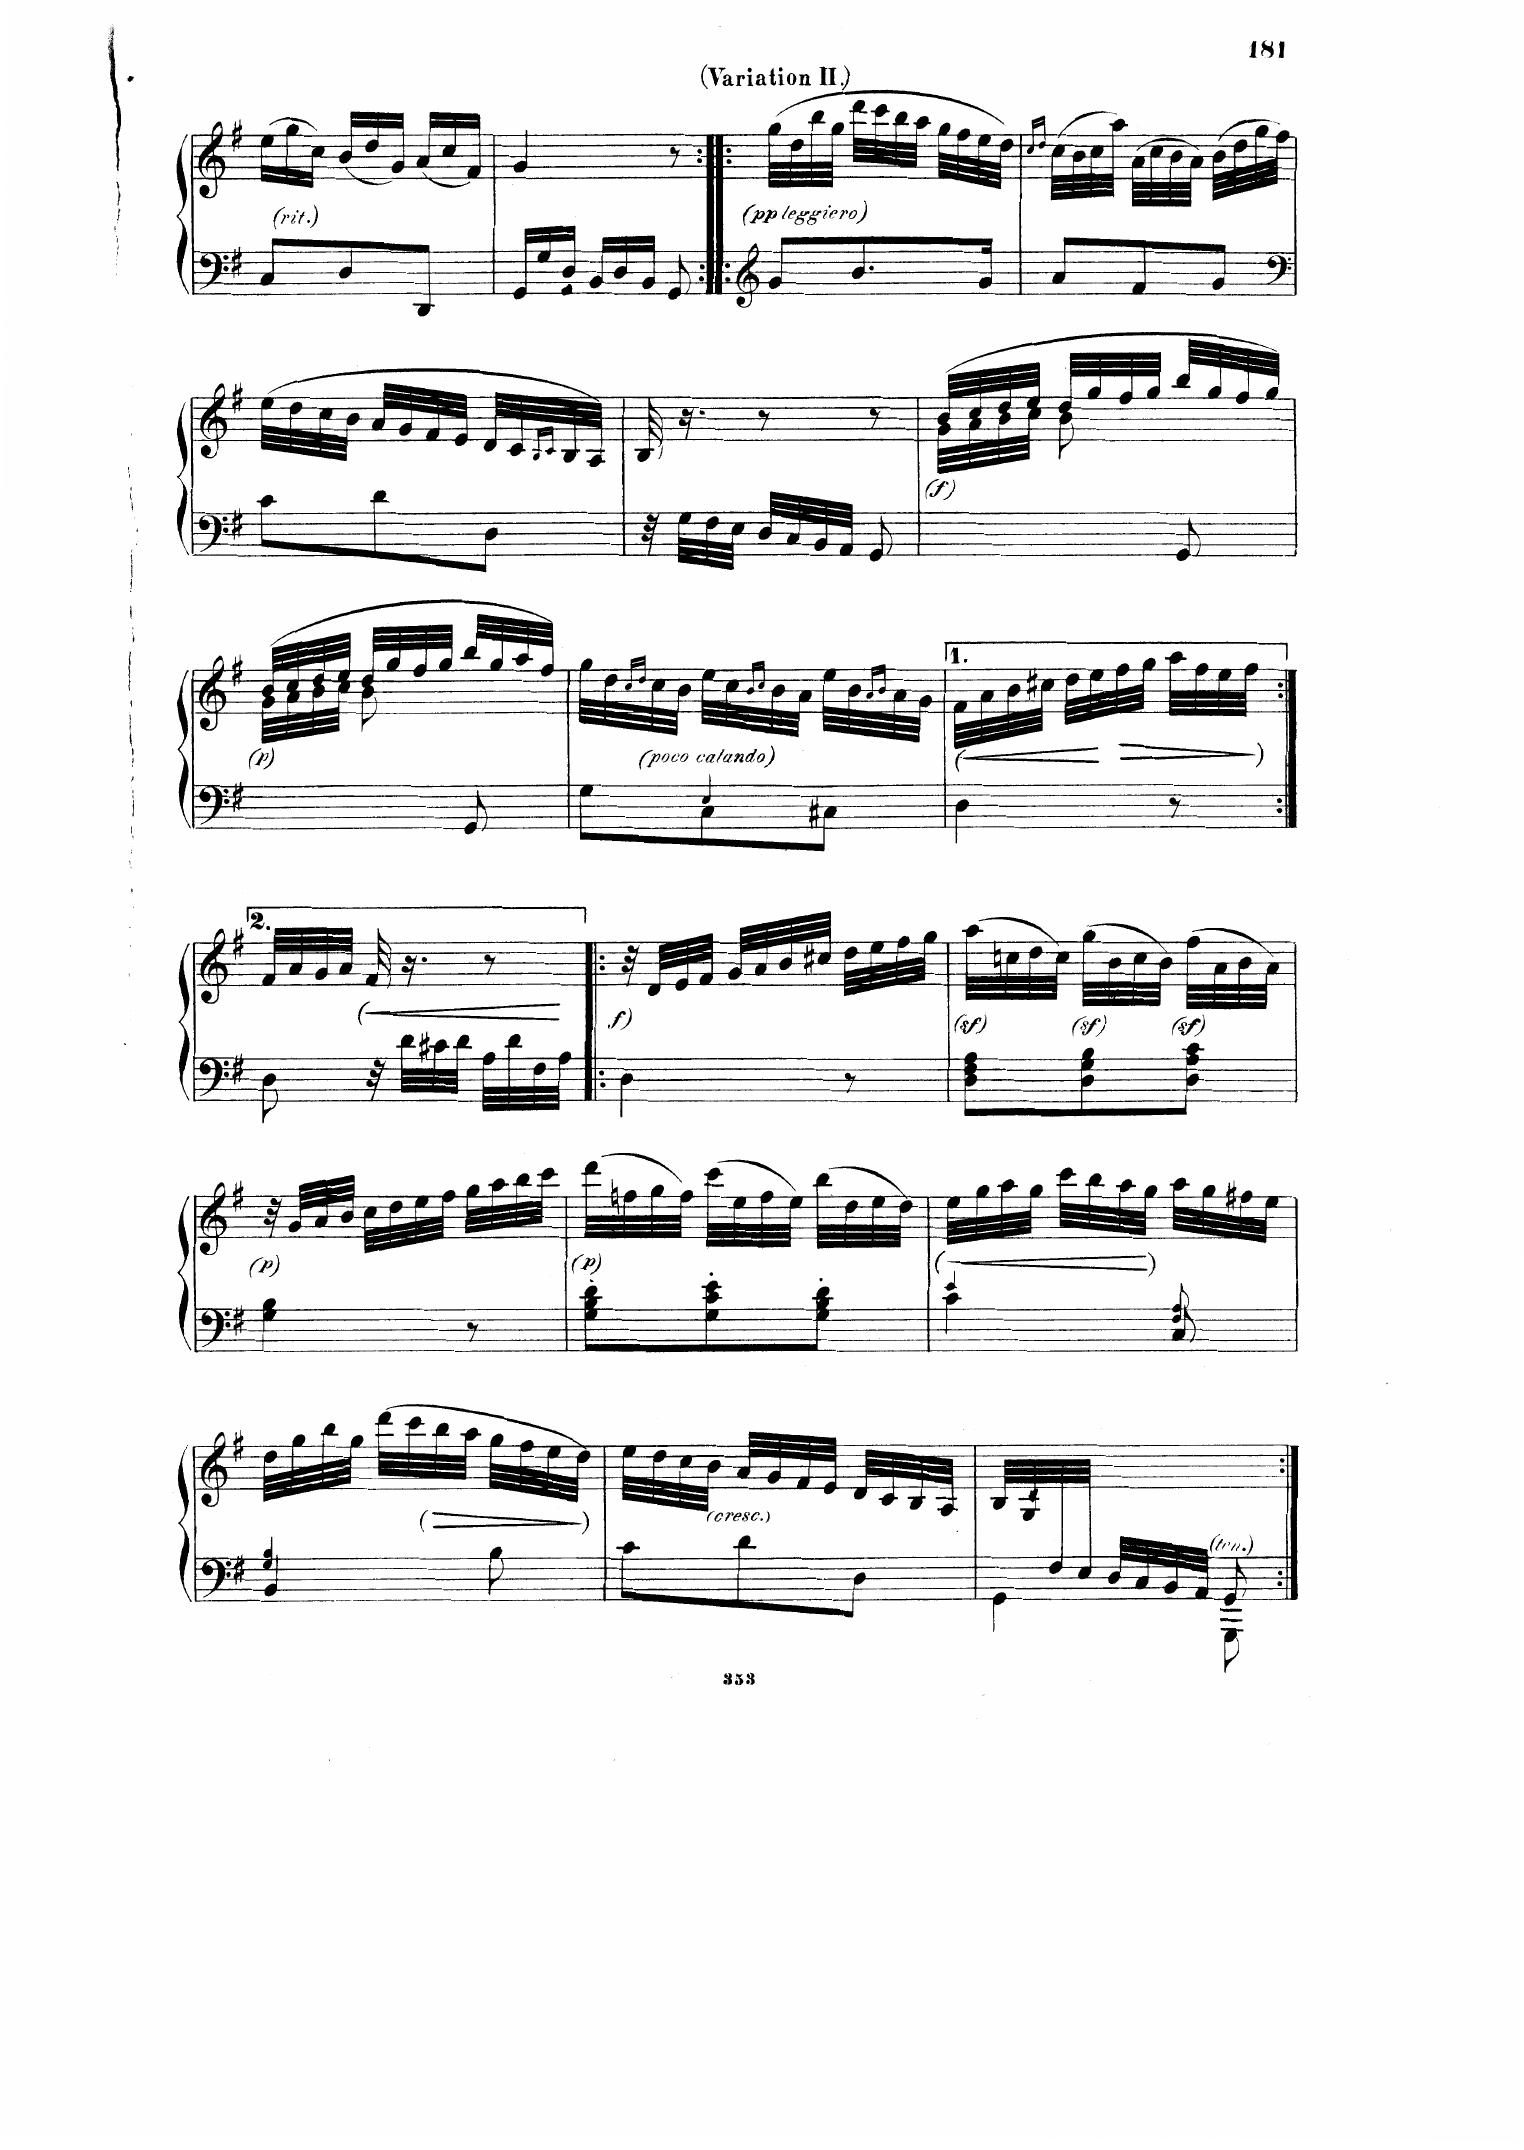 181
(Variation II.)
(rit.)
(pp leggiero)
(f)
(p)
(poco calando)
1.
2.
f)
(sf)
(sf)
(sf)
(p)
(p)
(cresc.)
(ten.)
353